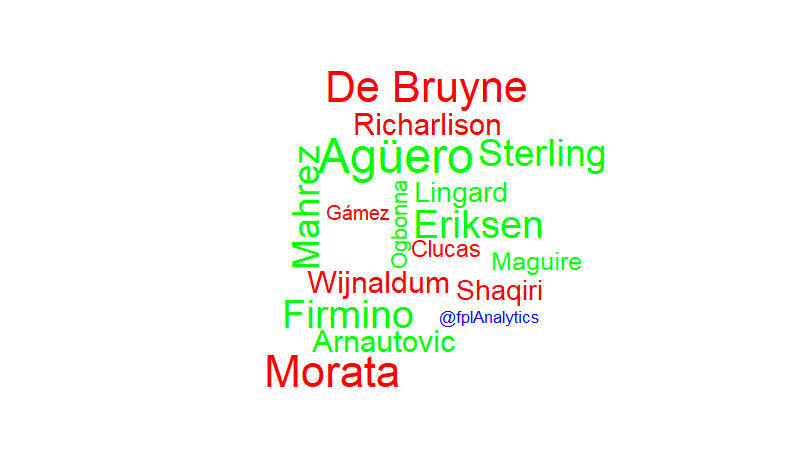 De Bruyne
Richarlison
Agüero
Sterling
Mahrez
Lingard
Ogbonna
Gámez
Eriksen
Clucas
Maguire
Wijnaldum
Shaqiri
Firmino
@fplAnalytics
Arnautovic
Morata